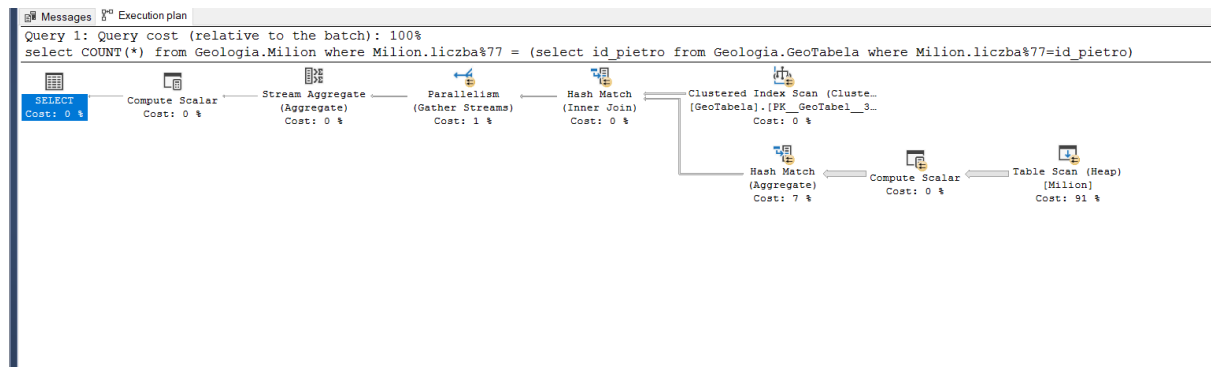 Messages Execution plan
Query 1: Query cost (relative to the batch): 100%
select COUNT(*) from Geologia.Milion where Milion.liczba%77 = (select id_pietro from Geologia.GeoTabela where Milion.liczba%77=id_pietro)
SELECT
Cost: 0 %
Compute Scalar
Cost: 0 %
Stream Aggregate
(Aggregate)
Cost: 0 %
Parallelism
(Gather Streams)
Cost: 1 %
Hash Match
(Inner Join)
Cost: 0 %
Clustered Index Scan (Cluste…
[GeoTabela].[PK__GeoTabel__3…
Cost: 0 %
Hash Match
(Aggregate)
Cost: 7 %
Compute Scalar
Cost: 0 %
Table Scan (Heap)
[Milion]
Cost: 91 %